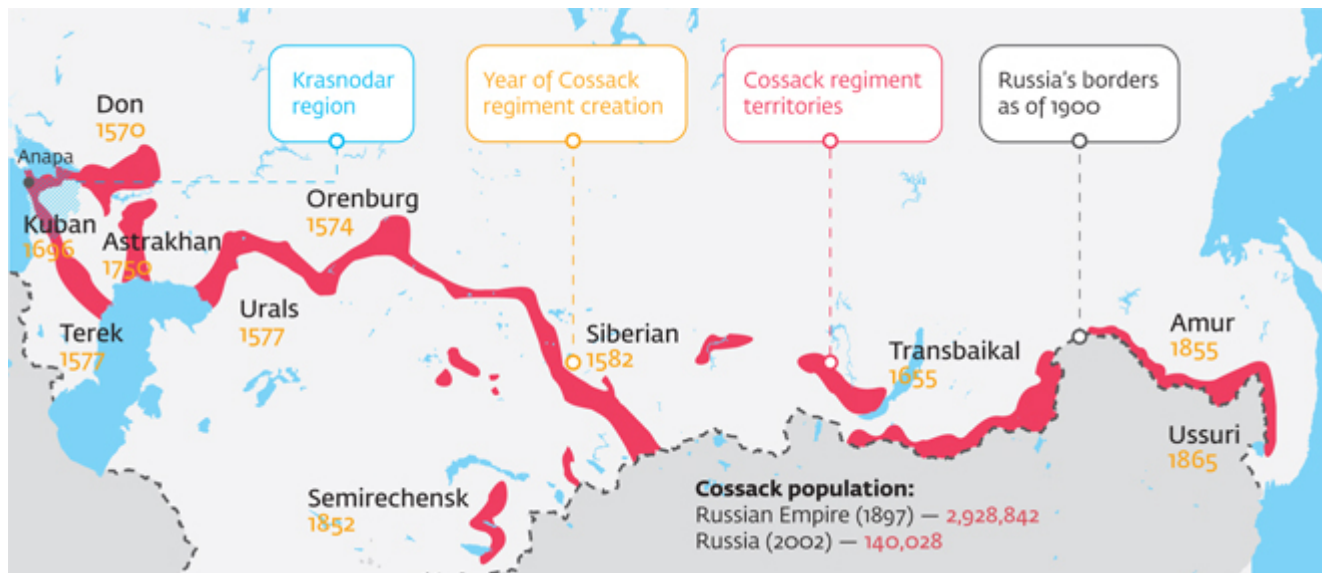 Krasnodar
region
Year of Cossack
regiment creation
Cossack regiment
territories
Russia's borders
as of 1900
Don
1570
Anapa
Kuban
1696
Astrakhan
1750
Orenburg
1574
Terek
1577
Urals
1577
Siberian
1582
Transbaikal
1655
Amur
1855
Ussuri
1865
Semirechensk
1852
Cossack population:
Russian Empire (1897) — 2,928,842
Russia (2002) — 140,028